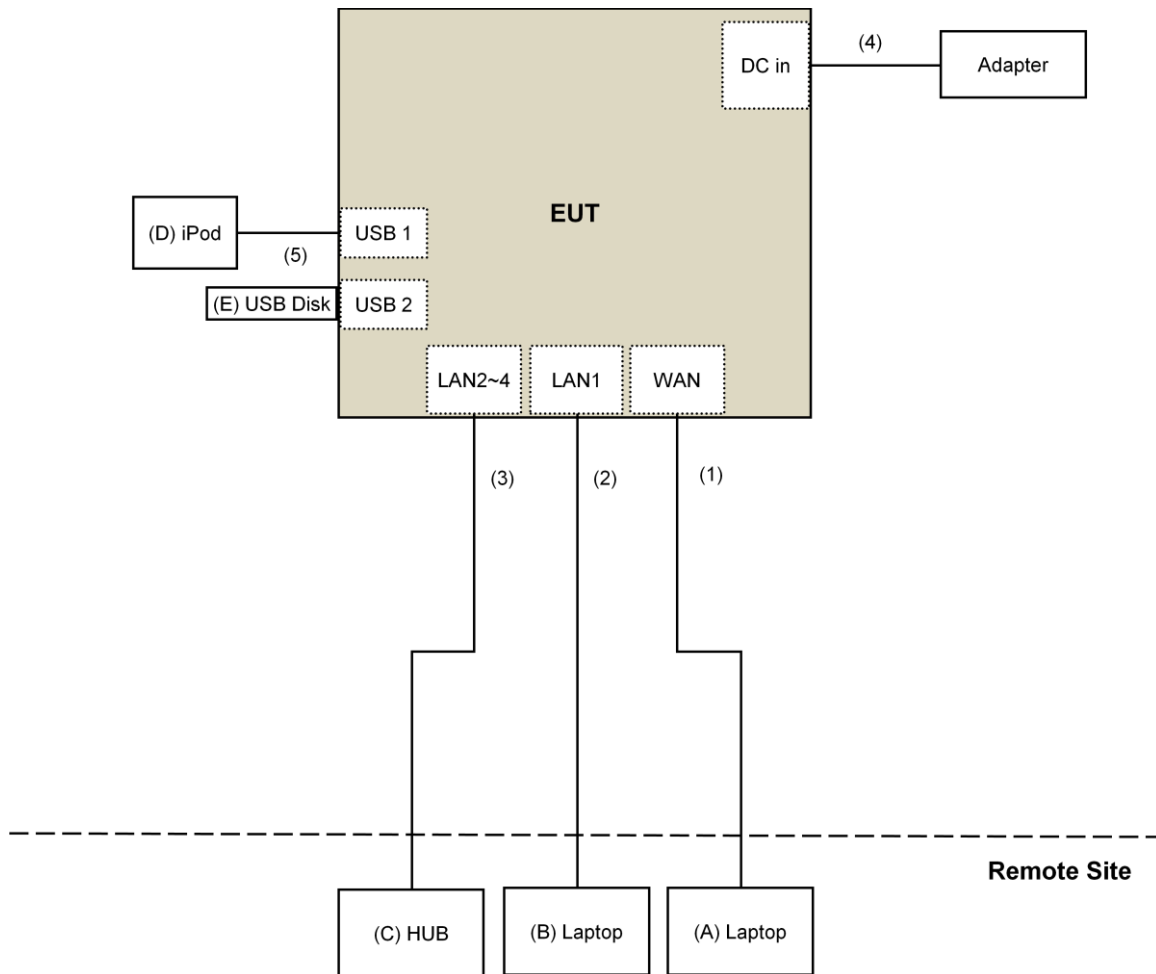 (4)
DC in
Adapter
EUT
(D) iPod
USB 1
(5)
(E) USB Disk
USB 2
LAN2~4
LAN1
WAN
(3)
(2)
(1)
Remote Site
(C) HUB
(B) Laptop
(A) Laptop